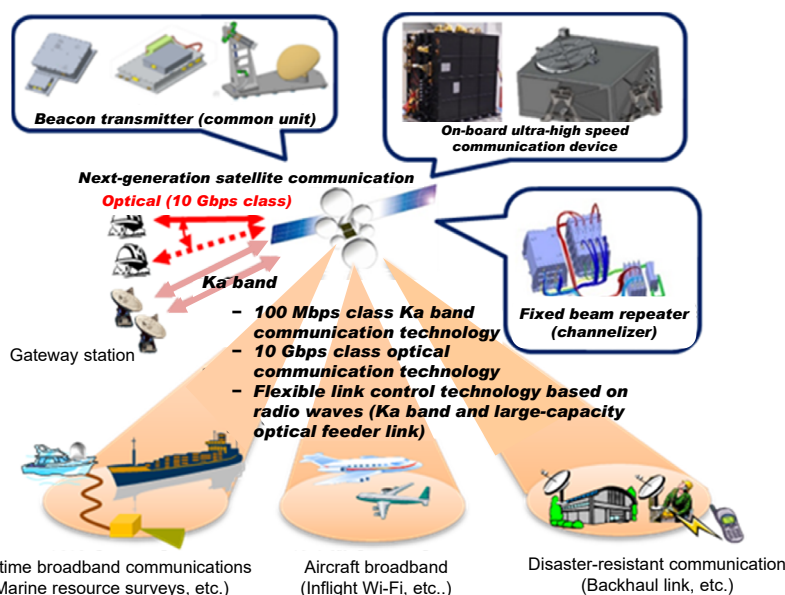 Beacon transmitter (common unit)
On-board ultra-high speed
communication device
Next-generation satellite communication
Optical (10 Gbps class)
Ka band
Fixed beam repeater
(channelizer)
Gateway station
− 100 Mbps class Ka band
communication technology
− 10 Gbps class optical
communication technology
− Flexible link control technology based on
radio waves (Ka band and large-capacity
optical feeder link)
time broadband communications
Marine resource surveys, etc.)
Aircraft broadband
(Inflight Wi-Fi, etc..)
Disaster-resistant communication
(Backhaul link, etc.)